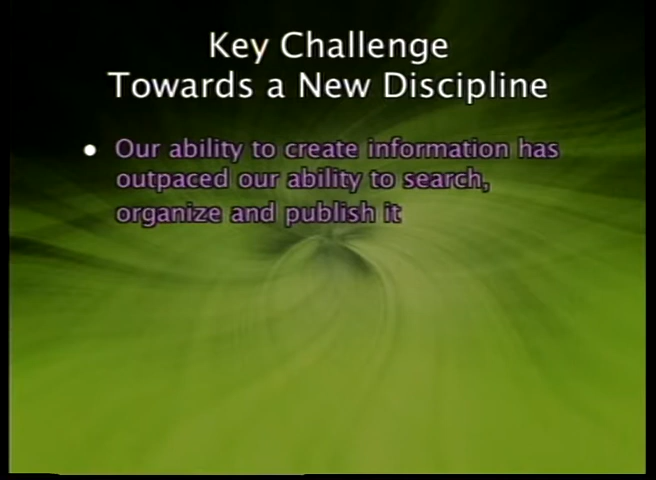 Key Challenge
Towards a New Discipline
• Our ability to create information has
outpaced our ability to search,
organize and publish it